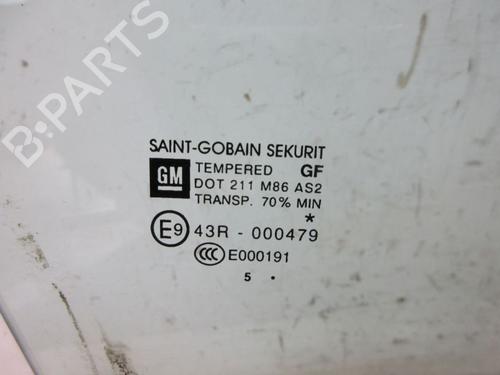 B-PARTS
SAINT-GOBAIN SEKURIT
GM TEMPERED GF
DOT 211 M86 AS2
TRANSP. 70% MIN
*
E9 43R - 000479
CCC E000191
5 .